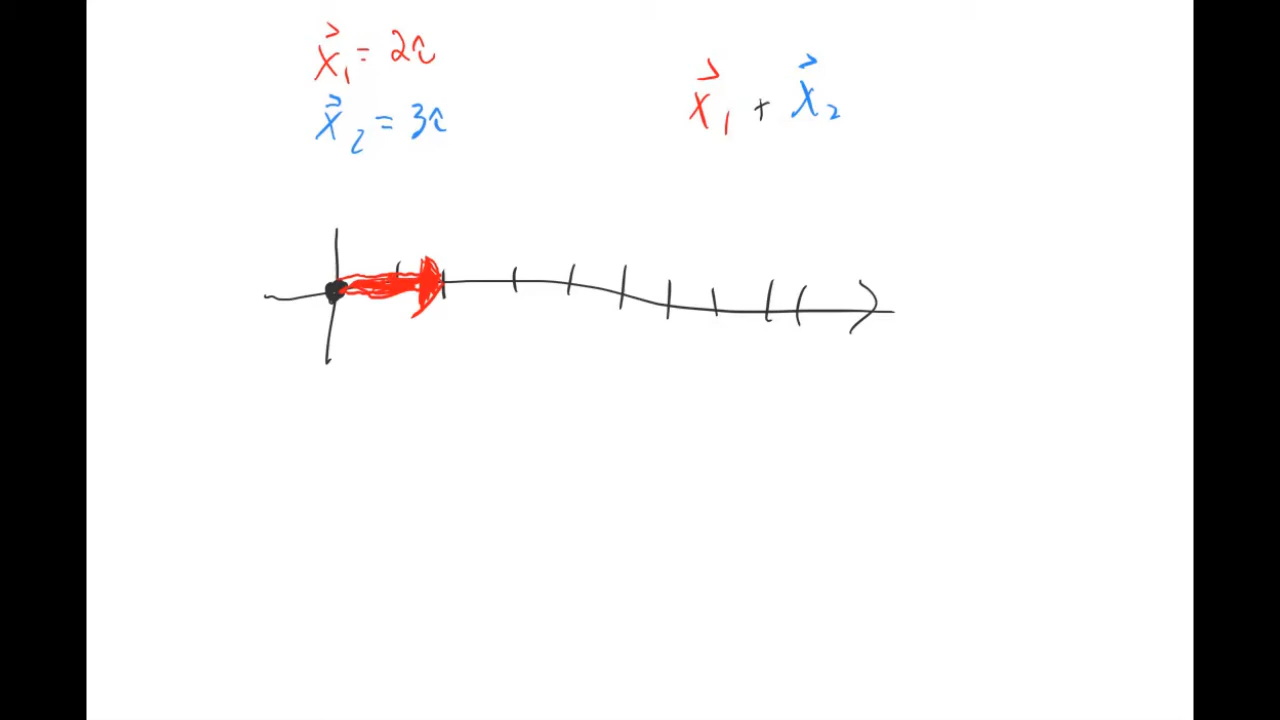 x⃗₁ = 2î
x⃗₂ = 3î
x⃗₁ + x⃗₂